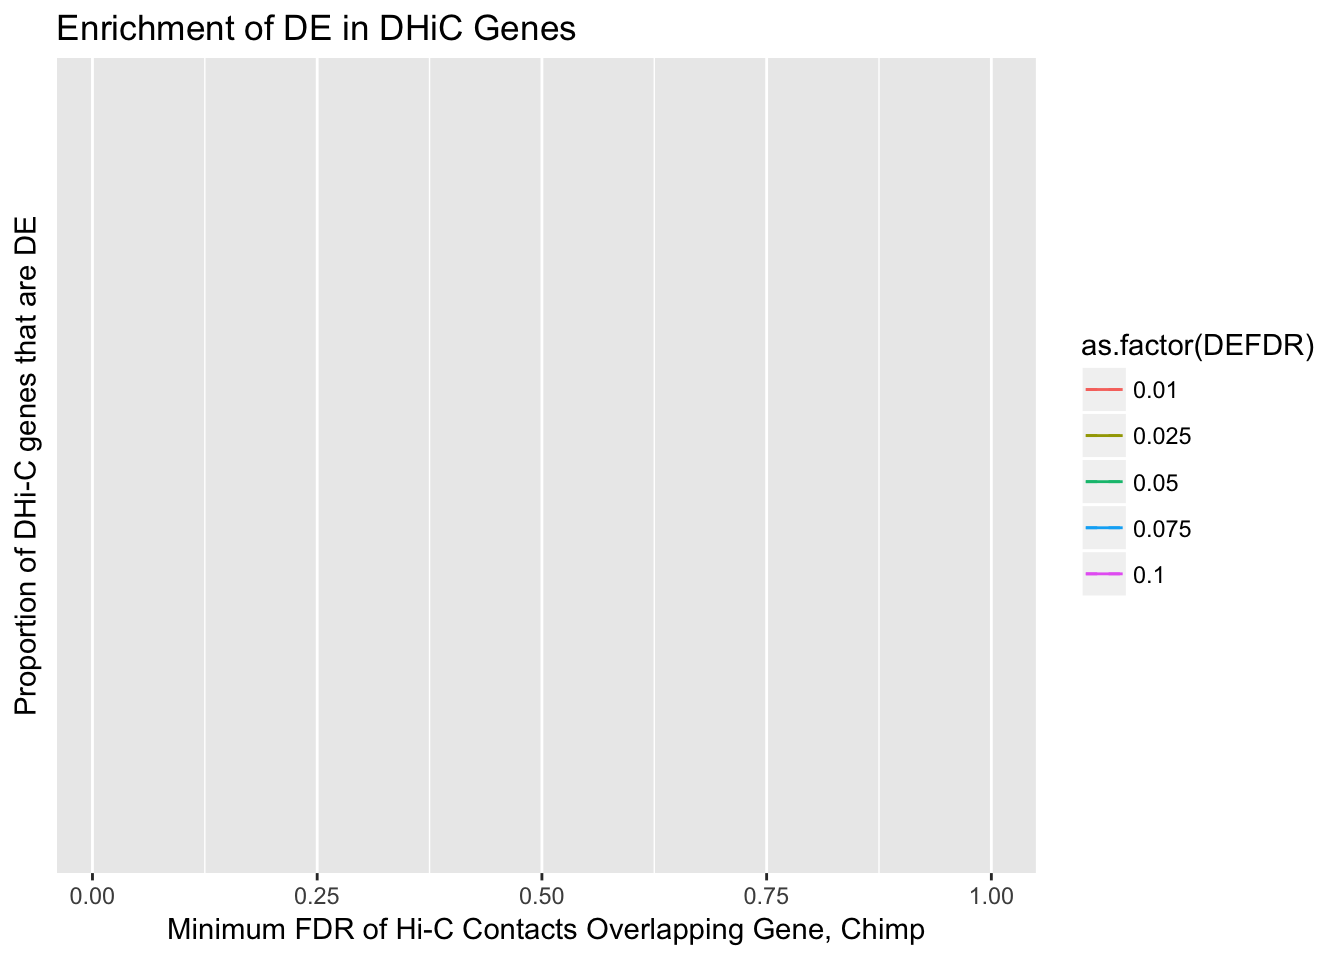 Enrichment of DE in DHiC Genes
Proportion of DHi-C genes that are DE
as.factor(DEFDR)
0.01
0.025
0.05
0.075
0.1
0.00 0.25 0.50 0.75 1.00
Minimum FDR of Hi-C Contacts Overlapping Gene, Chimp